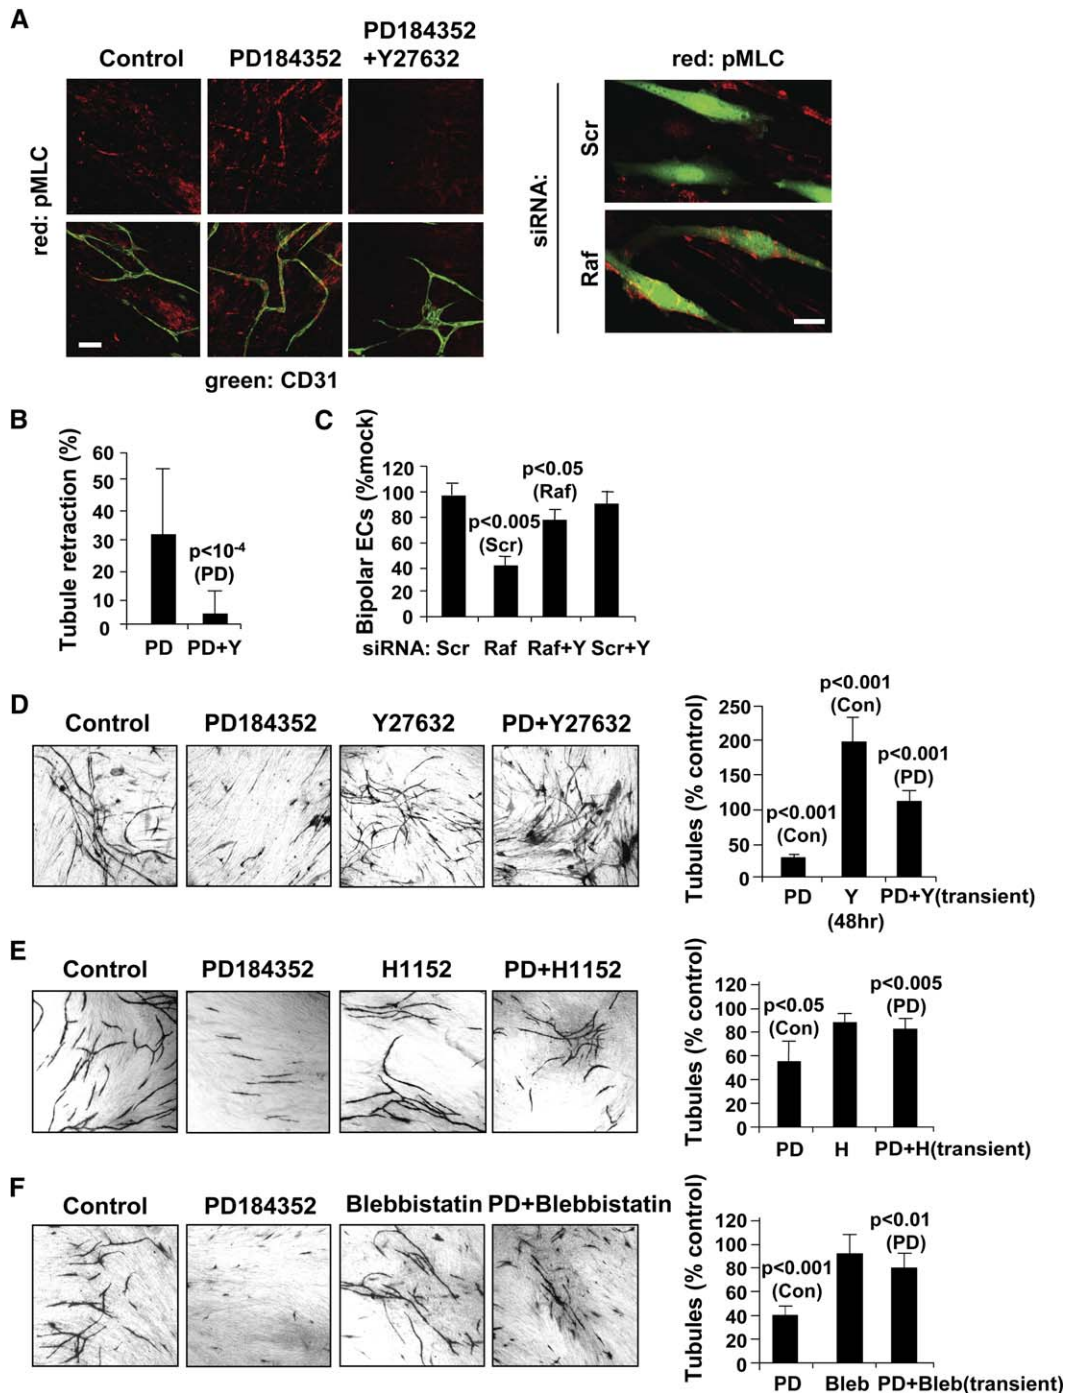 A
Control PD184352 PD184352
+Y27632
red: pMLC
green: CD31
red: pMLC
siRNA:
Scr
Raf
B
Tubule retraction (%)
60
50
40
30
20
10
0
p<10-4
(PD)
PD PD+Y
C
Bipolar ECs (%mock)
120
100
80
60
40
20
0
p<0.005
(Scr)
p<0.05
(Raf)
siRNA: Scr Raf Raf+Y Scr+Y
D
Control PD184352 Y27632 PD+Y27632
Tubules (% control)
250
200
150
100
50
0
p<0.001
(Con)
p<0.001
(Con)
p<0.001
(PD)
PD Y PD+Y(transient)
(48hr)
E
Control PD184352 H1152 PD+H1152
Tubules (% control)
120
100
80
60
40
20
0
p<0.05
(Con)
p<0.005
(PD)
PD H PD+H(transient)
F
Control PD184352 Blebbistatin PD+Blebbistatin
Tubules (% control)
120
100
80
60
40
20
0
p<0.001
(Con)
p<0.01
(PD)
PD Bleb PD+Bleb(transient)